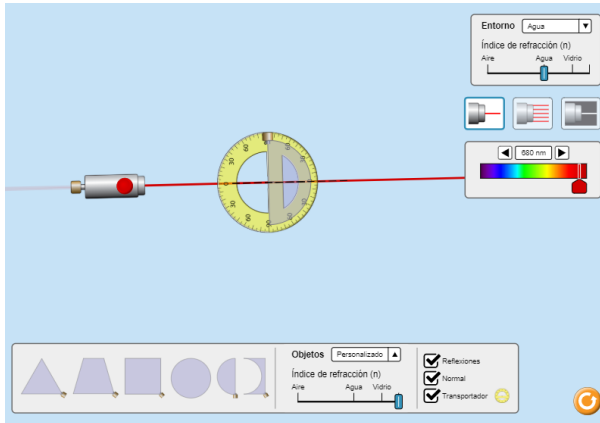 Entorno Agua
Índice de refracción (n)
Aire Agua Vidrio
680 nm
Objetos Personalizado
Índice de refracción (n)
Aire Agua Vidrio
Reflexiones
Normal
Transportador